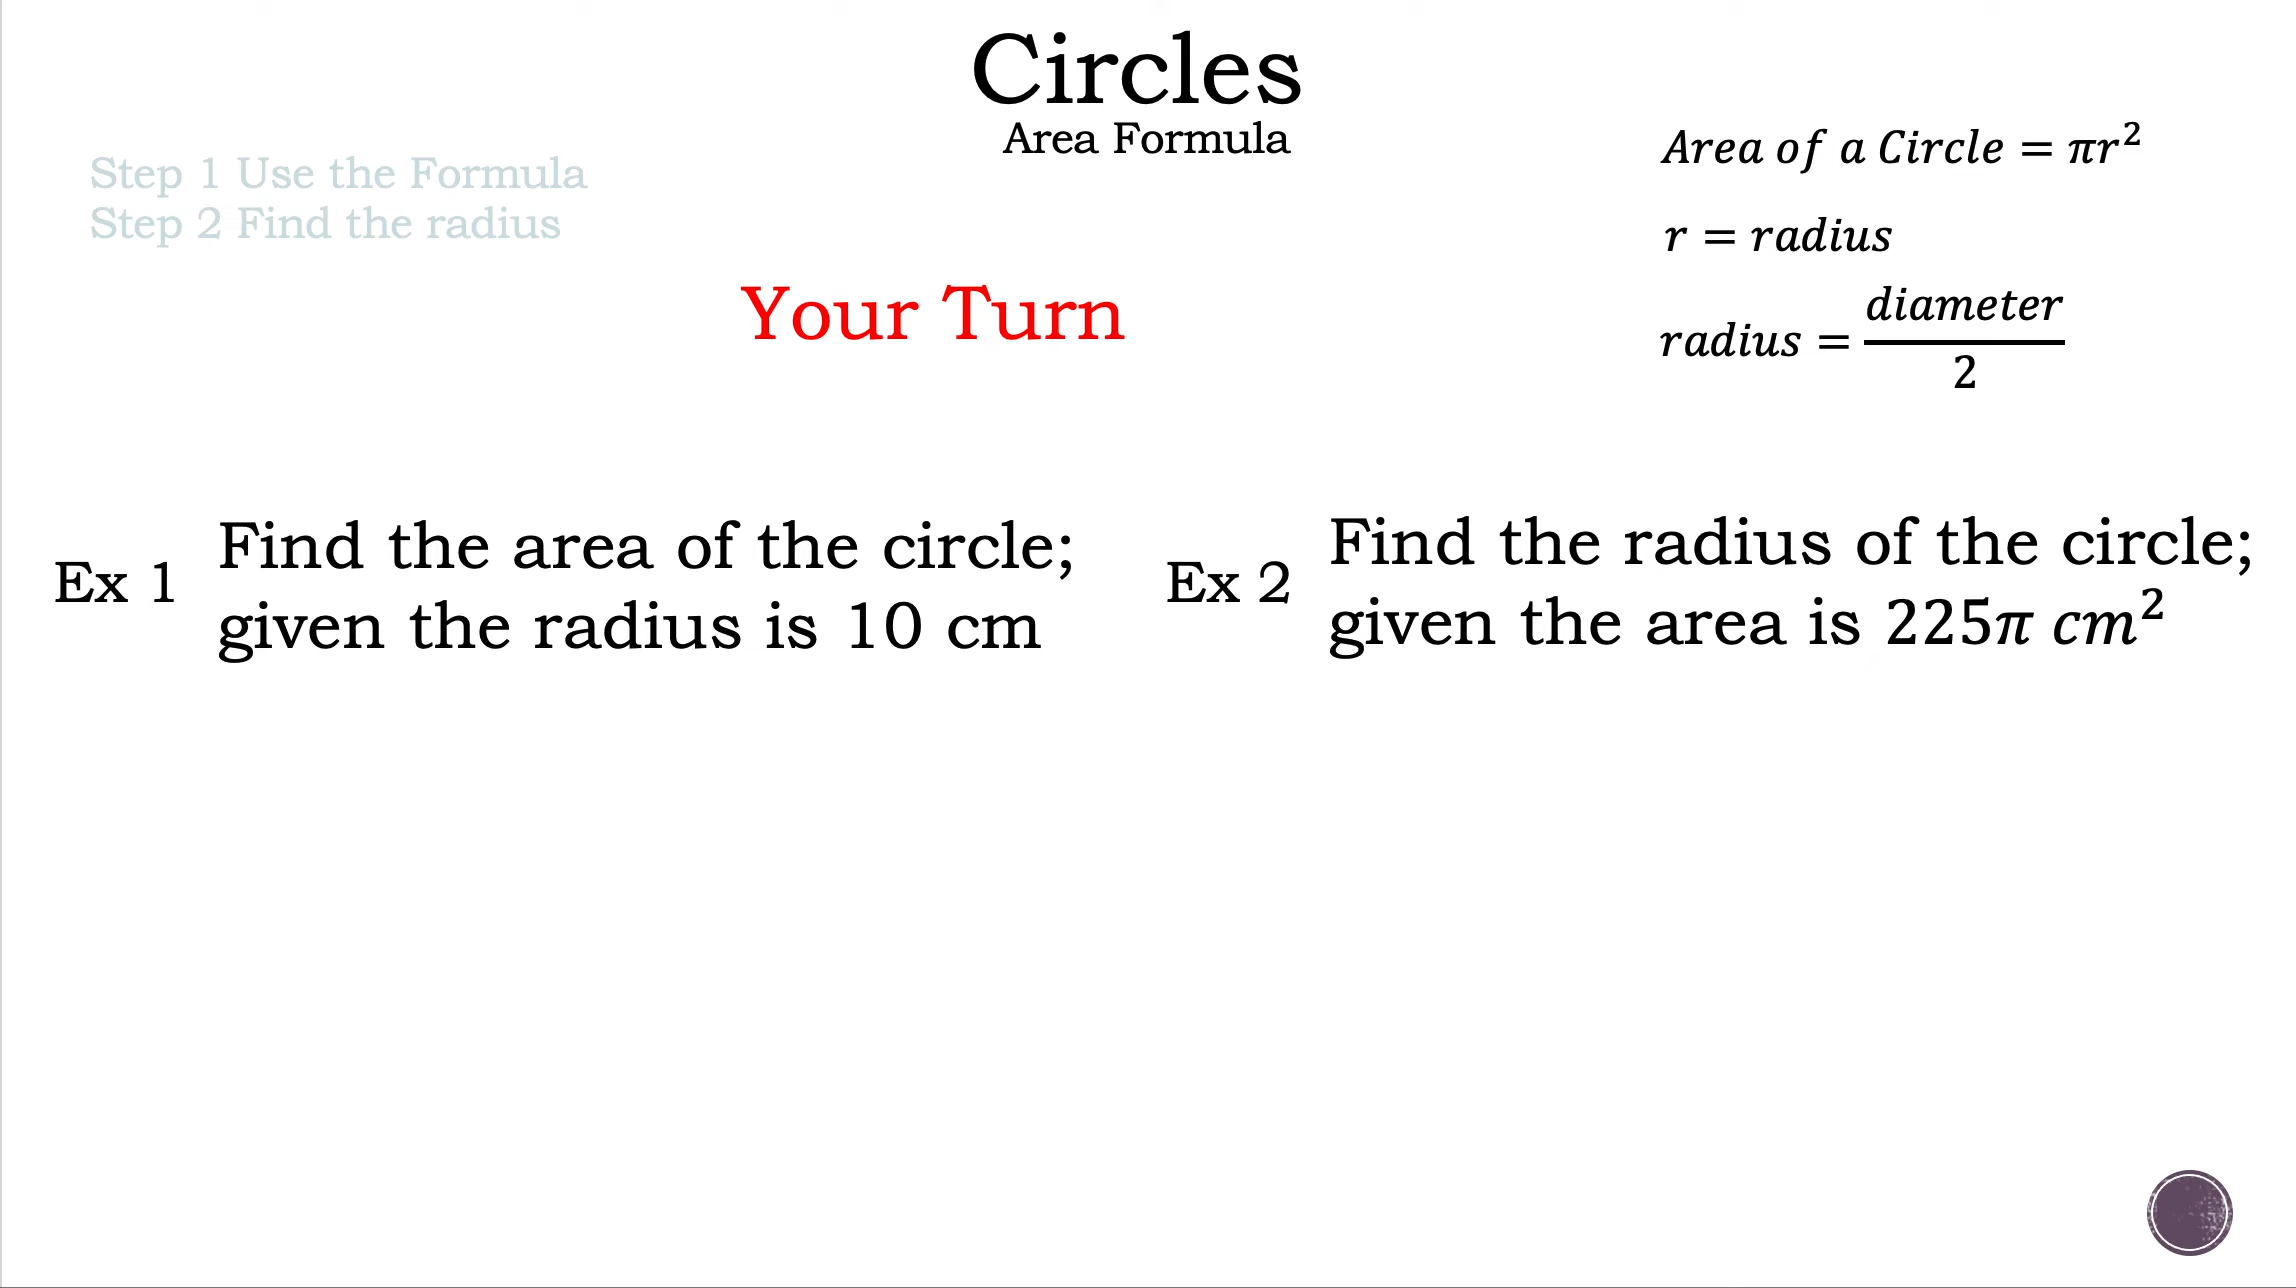 Circles
Area Formula
Step 1 Use the Formula
Step 2 Find the radius
Area of a Circle = πr²
r = radius
radius = diameter/2
Your Turn
Ex 1
Find the area of the circle;
given the radius is 10 cm
Ex 2
Find the radius of the circle;
given the area is 225π cm²